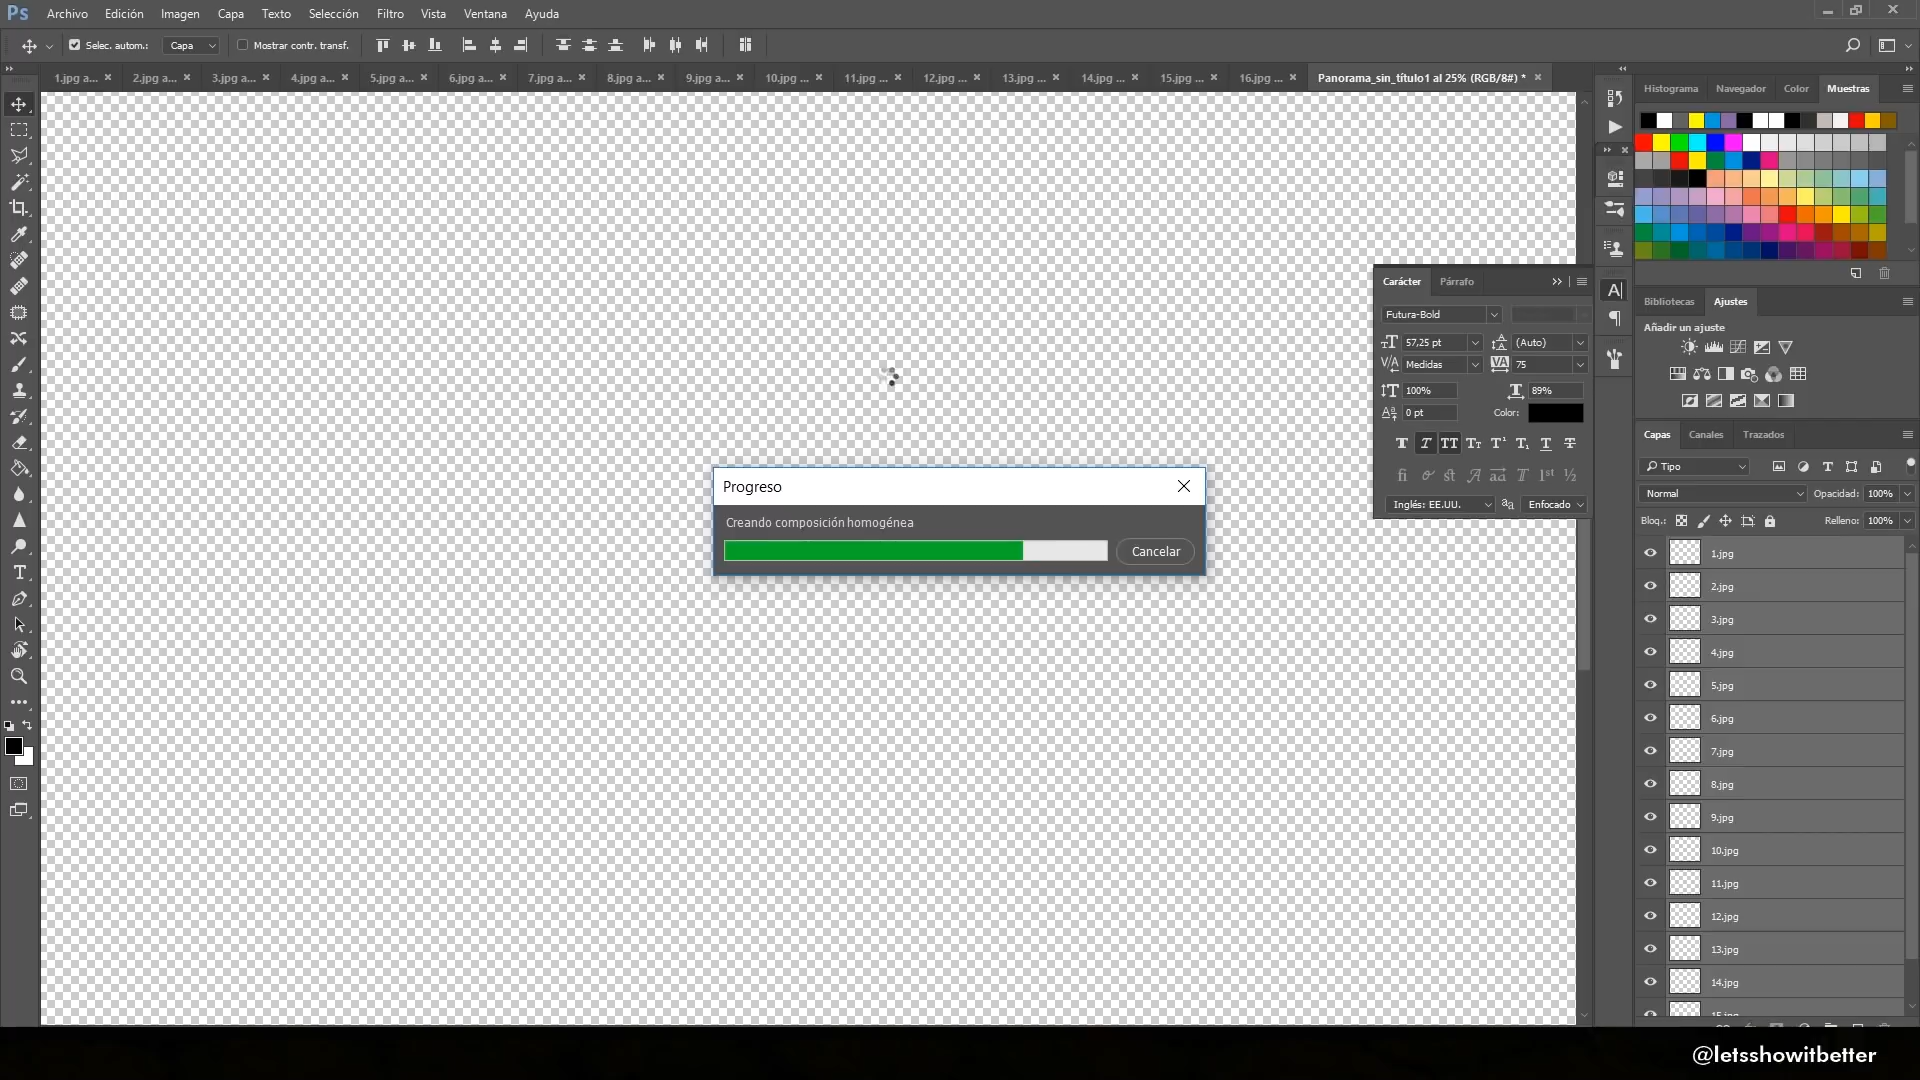 Ps Archivo Edición Imagen Capa Texto Selección Filtro Vista Ventana Ayuda
Selec. autom.: Capa Mostrar contr. transf.
1.jpg a... 2.jpg a... 3.jpg a... 4.jpg a... 5.jpg a... 6.jpg a... 7.jpg a... 8.jpg a... 9.jpg a... 10.jpg ... 11.jpg ... 12.jpg ... 13.jpg ... 14.jpg ... 15.jpg ... 16.jpg ... Panorama_sin_título1 al 25% (RGB/8#) *
Histograma Navegador Color Muestras
Carácter Párrafo
Futura-Bold
57,25 pt (Auto)
Medidas 75
100% 89%
0 pt Color:
Inglés: EE.UU. Enfocado
Bibliotecas Ajustes
Añadir un ajuste
Capas Canales Trazados
Tipo
Normal Opacidad: 100%
Bloq.: Relleno: 100%
1.jpg
2.jpg
3.jpg
4.jpg
5.jpg
6.jpg
7.jpg
8.jpg
9.jpg
10.jpg
11.jpg
12.jpg
13.jpg
14.jpg
Progreso
Creando composición homogénea
Cancelar
@letsshowitbetter